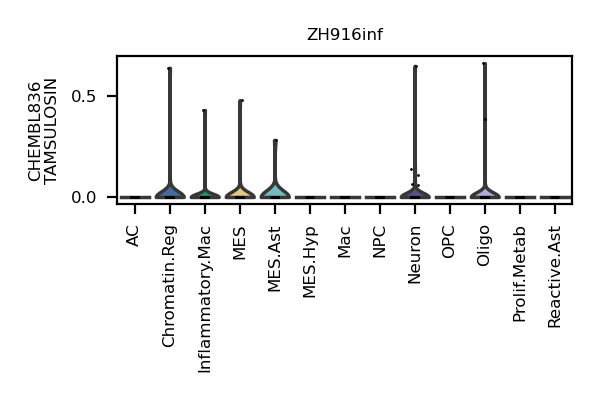 ZH916inf
CHEMBL836
TAMSULOSIN
0.5
0.0
AC
Chromatin.Reg
Inflammatory.Mac
MES
MES.Ast
MES.Hyp
Mac
NPC
Neuron
OPC
Oligo
Prolif.Metab
Reactive.Ast